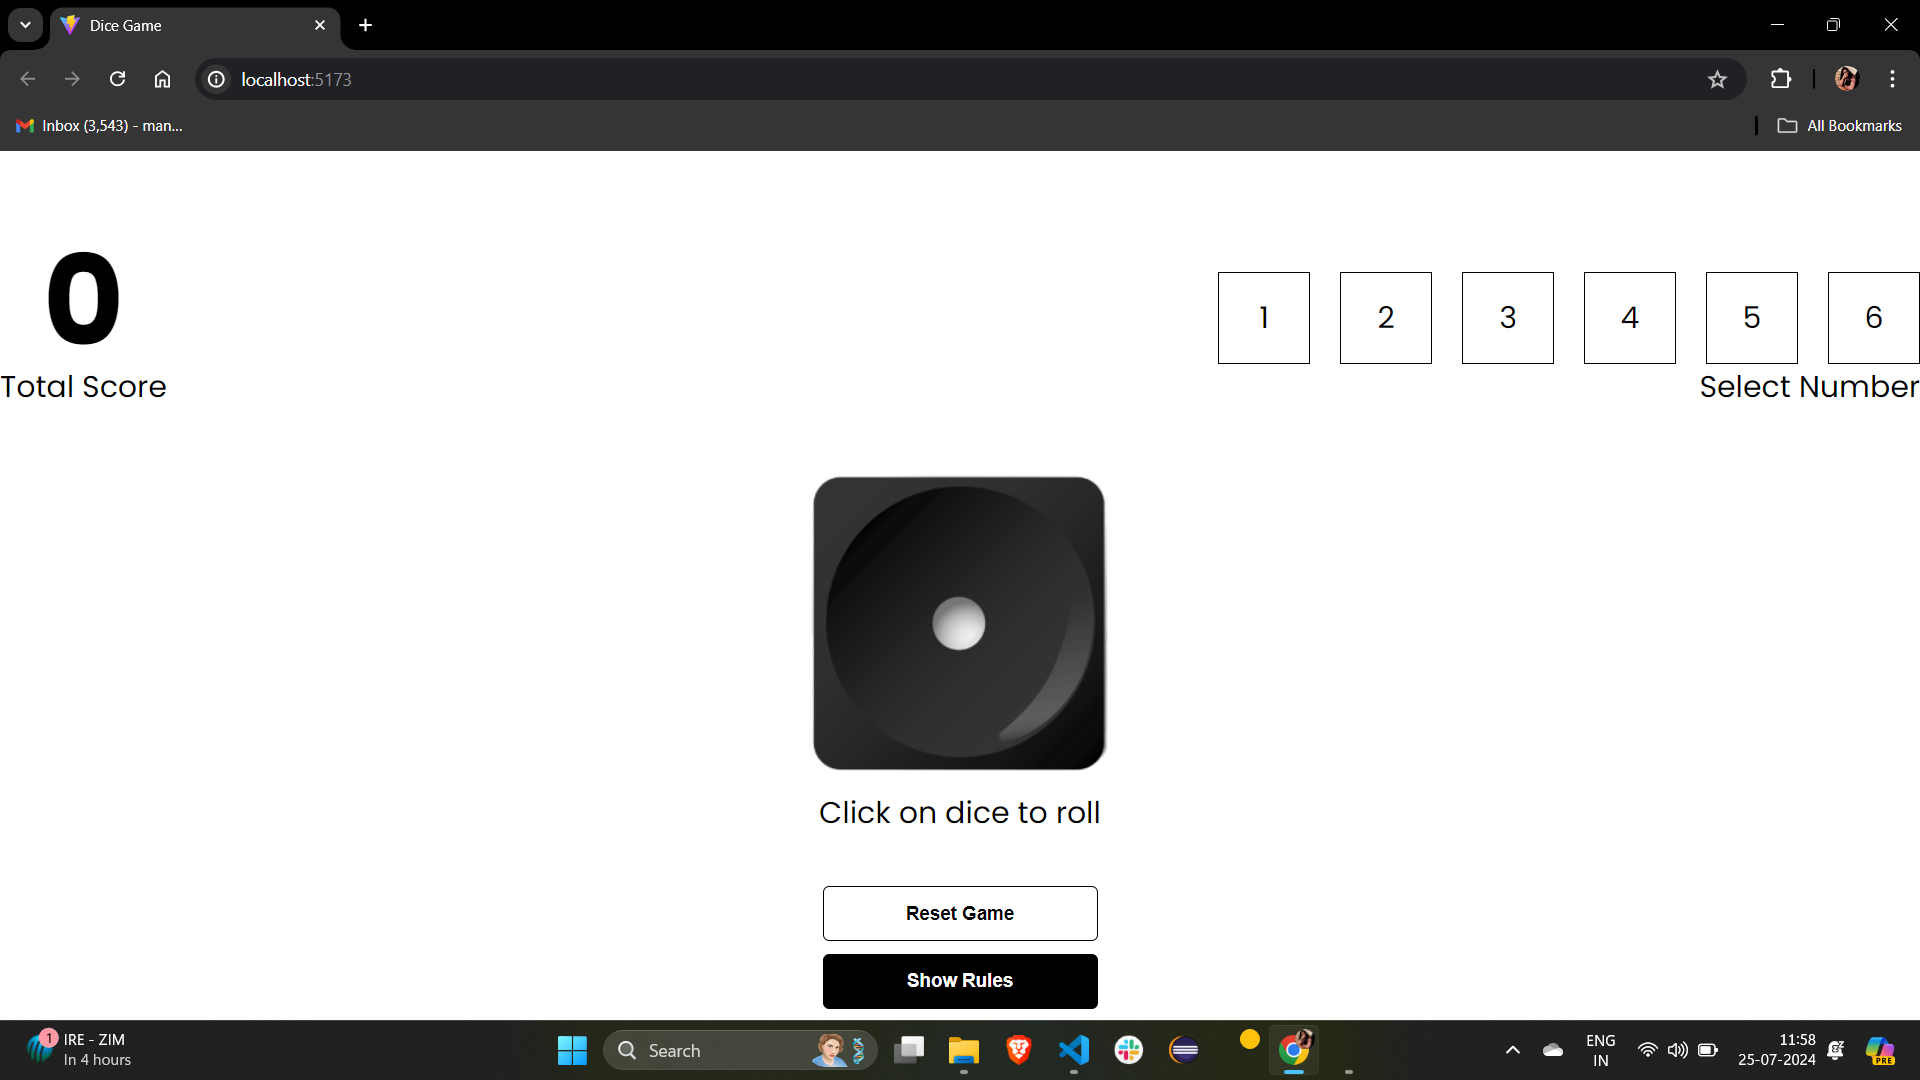 Dice Game
localhost:5173
Inbox (3,543) - man...
All Bookmarks
0
Total Score
1 2 3 4 5 6
Select Number
Click on dice to roll
Reset Game
Show Rules
1
IRE - ZIM
In 4 hours
Search
ENG
IN
11:58
25-07-2024
PRE